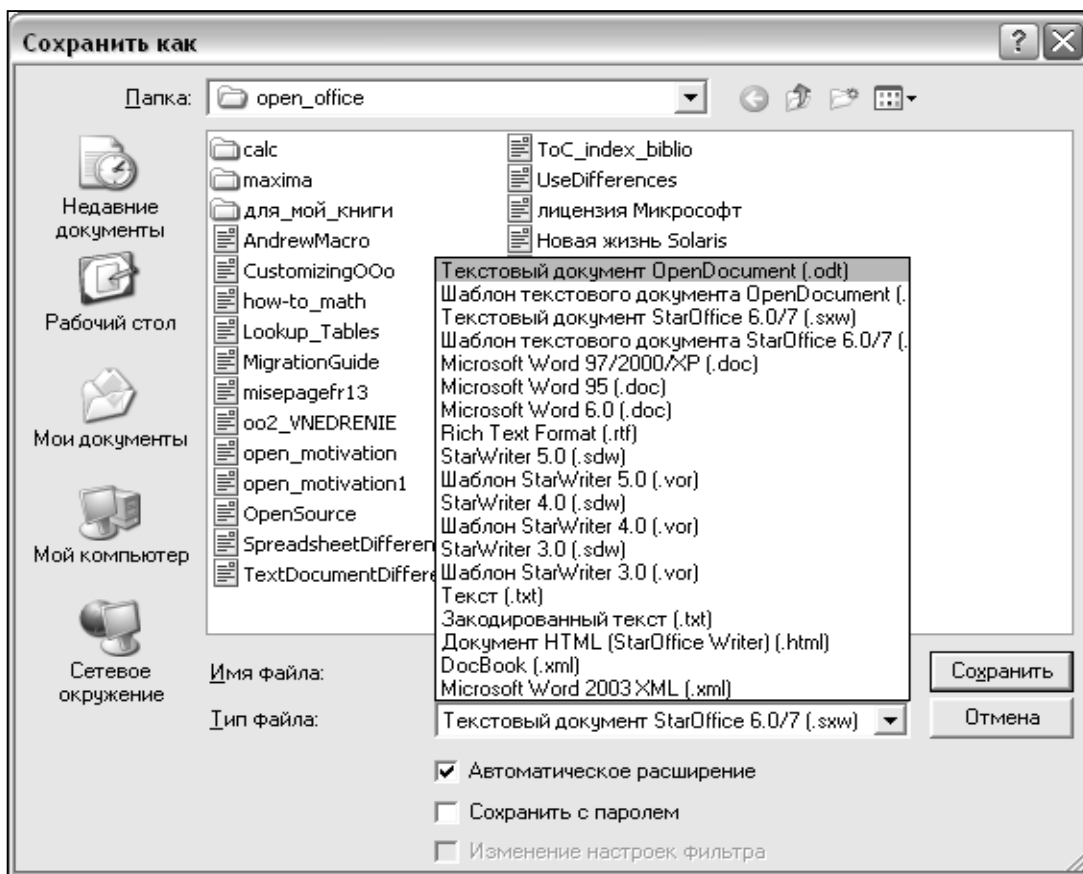 Сохранить как
Папка: open_office
Недавние документы
Рабочий стол
Мои документы
Мой компьютер
Сетевое окружение
calc
maxima
для_мой_книги
AndrewMacro
CustomizingOOo
how-to_math
Lookup_Tables
MigrationGuide
misepagefr13
oo2_VNEDRENIE
open_motivation
open_motivation1
OpenSource
SpreadsheetDifferen
TextDocumentDiffere
ToC_index_biblio
UseDifferences
лицензия Микрософт
Новая жизнь Solaris
Текстовый документ OpenDocument (.odt)
Шаблон текстового документа OpenDocument (.
Текстовый документ StarOffice 6.0/7 (.sxw)
Шаблон текстового документа StarOffice 6.0/7 (.
Microsoft Word 97/2000/XP (.doc)
Microsoft Word 95 (.doc)
Microsoft Word 6.0 (.doc)
Rich Text Format (.rtf)
StarWriter 5.0 (.sdw)
Шаблон StarWriter 5.0 (.vor)
StarWriter 4.0 (.sdw)
Шаблон StarWriter 4.0 (.vor)
StarWriter 3.0 (.sdw)
Шаблон StarWriter 3.0 (.vor)
Текст (.txt)
Закодированный текст (.txt)
Документ HTML (StarOffice Writer) (.html)
DocBook (.xml)
Microsoft Word 2003 XML (.xml)
Имя файла:
Сохранить
Тип файла: Текстовый документ StarOffice 6.0/7 (.sxw)
Отмена
Автоматическое расширение
Сохранить с паролем
Изменение настроек фильтра